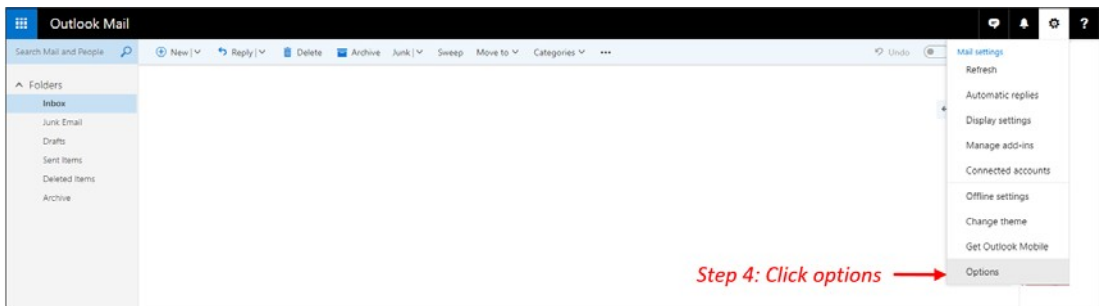 Outlook Mail
?
Search Mail and People
New | Reply | Delete Archive Junk | Sweep Move to Categories ... Undo
Mail settings
Refresh
Automatic replies
Display settings
Manage add-ins
Connected accounts
Offline settings
Change theme
Get Outlook Mobile
Options
Folders
Inbox
Junk Email
Drafts
Sent Items
Deleted Items
Archive
Step 4: Click options